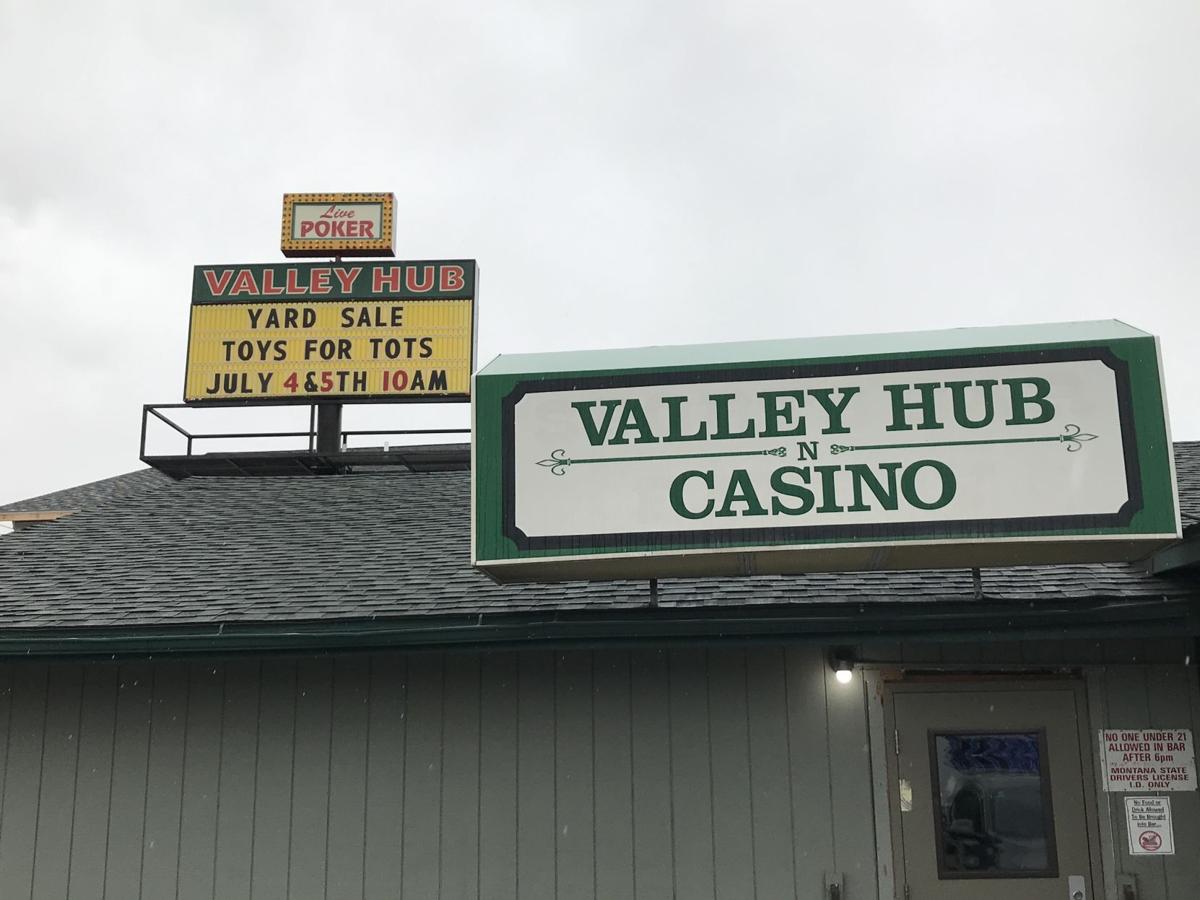 Live
POKER
VALLEY HUB
YARD SALE
TOYS FOR TOTS
JULY 4&5TH 10AM
VALLEY HUB
N
CASINO
NO ONE UNDER 21
ALLOWED IN BAR
AFTER 6pm
MONTANA STATE
DRIVERS LICENSE
I.D. ONLY
No Food or
Drink Allowed
To Be Brought
into Bar...